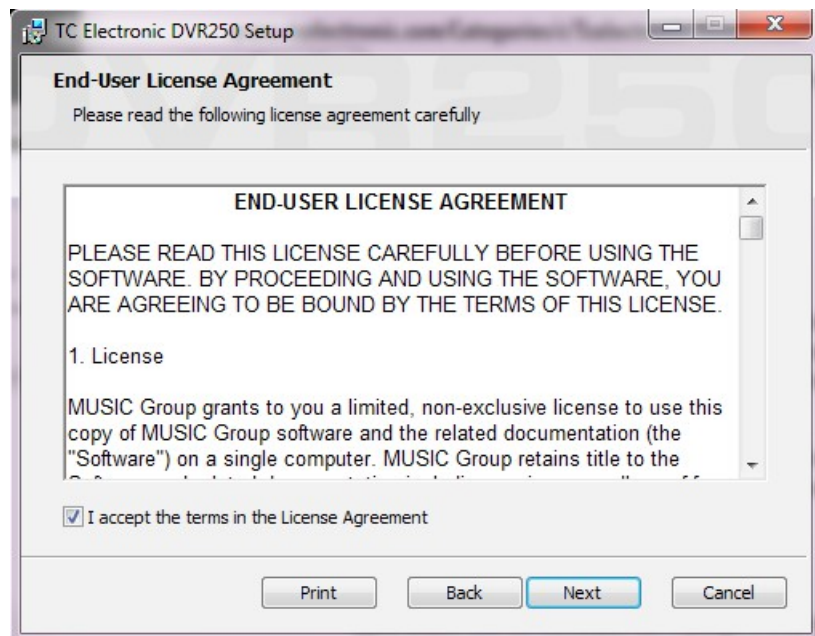 TC Electronic DVR250 Setup
End-User License Agreement
Please read the following license agreement carefully
DVR250
END-USER LICENSE AGREEMENT
PLEASE READ THIS LICENSE CAREFULLY BEFORE USING THE
SOFTWARE. BY PROCEEDING AND USING THE SOFTWARE, YOU
ARE AGREEING TO BE BOUND BY THE TERMS OF THIS LICENSE.
1. License
MUSIC Group grants to you a limited, non-exclusive license to use this
copy of MUSIC Group software and the related documentation (the
"Software") on a single computer. MUSIC Group retains title to the
I accept the terms in the License Agreement
Print Back Next Cancel